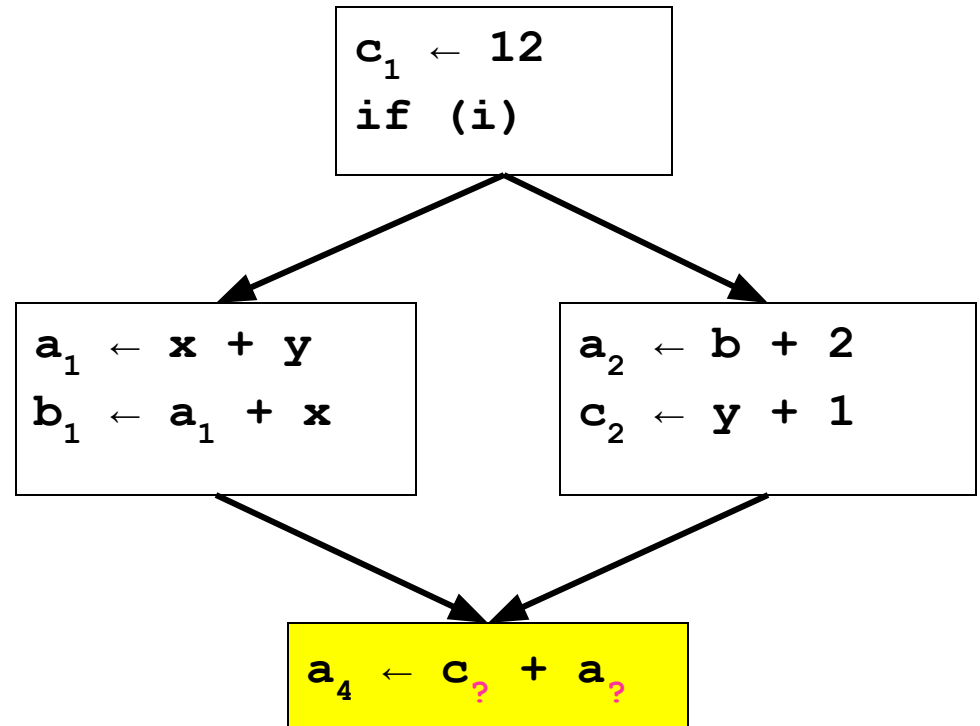 c₁ ← 12
if (i)
a₁ ← x + y
b₁ ← a₁ + x
a₂ ← b + 2
c₂ ← y + 1
a₄ ← c? + a?